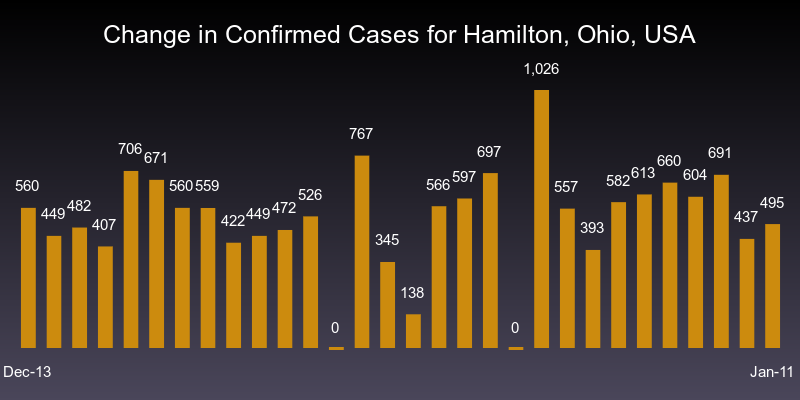 Change in Confirmed Cases for Hamilton, Ohio, USA
560 449 482 407 706 671 560 559 422 449 472 526 0 767 345 138 566 597 697 0 1,026 557 393 582 613 660 604 691 437 495
Dec-13 Jan-11